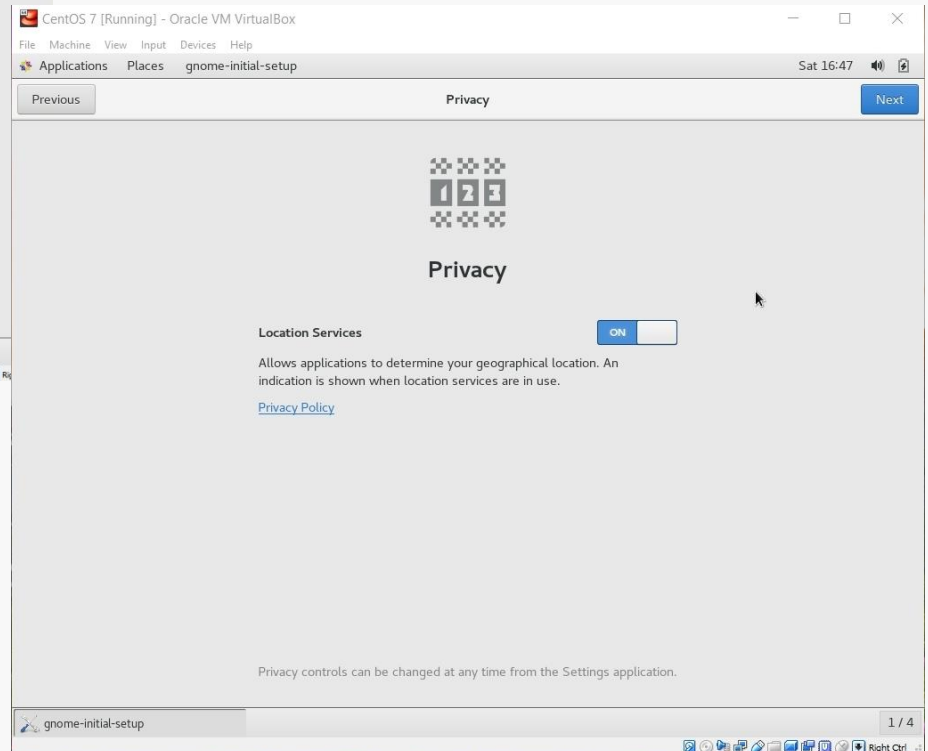 CentOS 7 [Running] - Oracle VM VirtualBox
File Machine View Input Devices Help
Applications Places gnome-initial-setup Sat 16:47
Previous Privacy Next
1 2 3
Privacy
Location Services ON
Allows applications to determine your geographical location. An
indication is shown when location services are in use.
Privacy Policy
Privacy controls can be changed at any time from the Settings application.
gnome-initial-setup 1 / 4
Right Ctrl